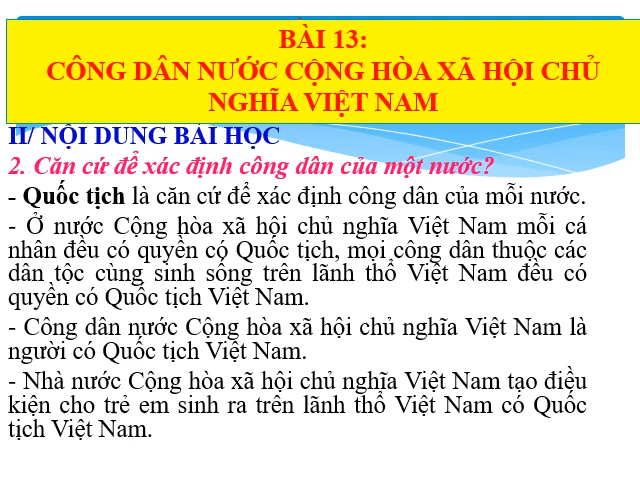 BÀI 13:
CÔNG DÂN NƯỚC CỘNG HÒA XÃ HỘI CHỦ
NGHĨA VIỆT NAM
II/ NỘI DUNG BÀI HỌC
2. Căn cứ để xác định công dân của một nước?
- Quốc tịch là căn cứ để xác định công dân của mỗi nước.
- Ở nước Cộng hòa xã hội chủ nghĩa Việt Nam mỗi cá
nhân đều có quyền có Quốc tịch, mọi công dân thuộc các
dân tộc cùng sinh sống trên lãnh thổ Việt Nam đều có
quyền có Quốc tịch Việt Nam.
- Công dân nước Cộng hòa xã hội chủ nghĩa Việt Nam là
người có Quốc tịch Việt Nam.
- Nhà nước Cộng hòa xã hội chủ nghĩa Việt Nam tạo điều
kiện cho trẻ em sinh ra trên lãnh thổ Việt Nam có Quốc
tịch Việt Nam.